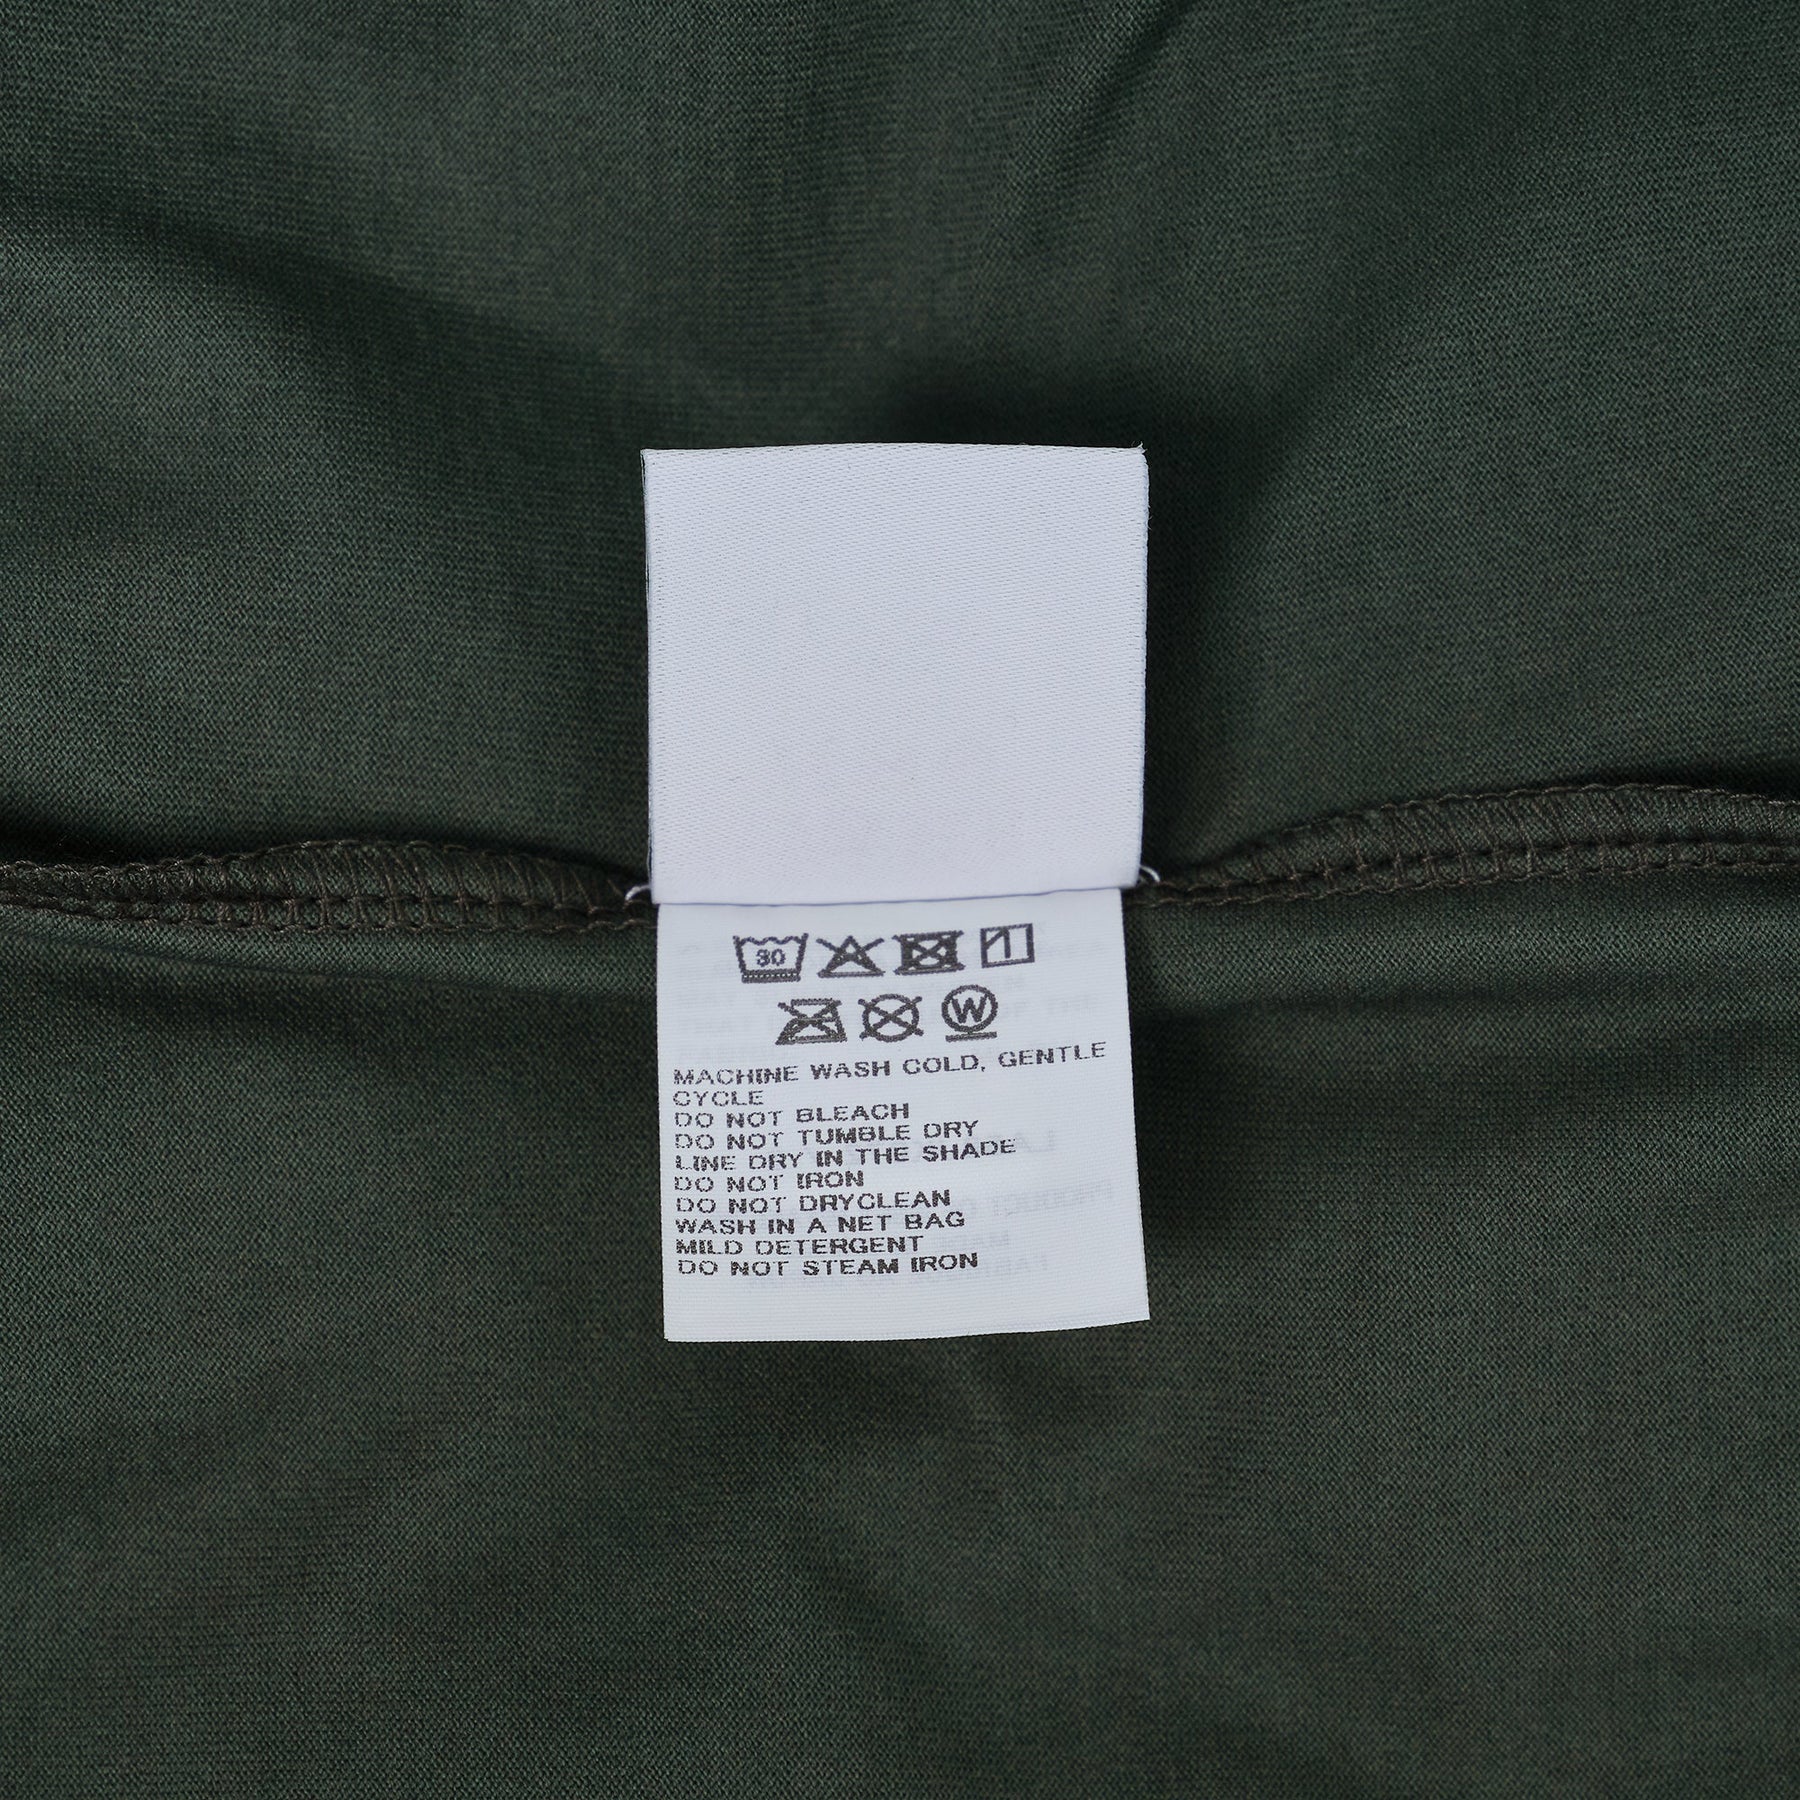 30
W
MACHINE WASH COLD, GENTLE
CYCLE
DO NOT BLEACH
DO NOT TUMBLE DRY
LINE DRY IN THE SHADE
DO NOT IRON
DO NOT DRYCLEAN
WASH IN A NET BAG
MILD DETERGENT
DO NOT STEAM IRON